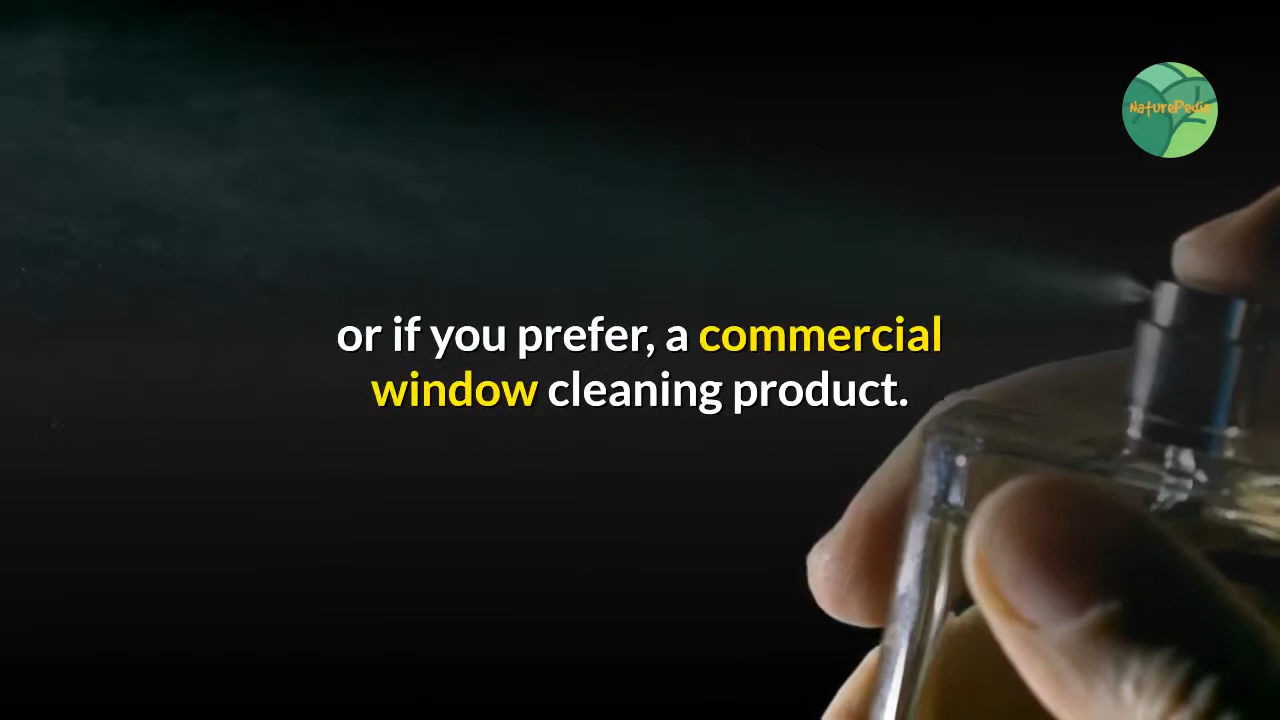 NaturePedia
or if you prefer, a commercial
window cleaning product.